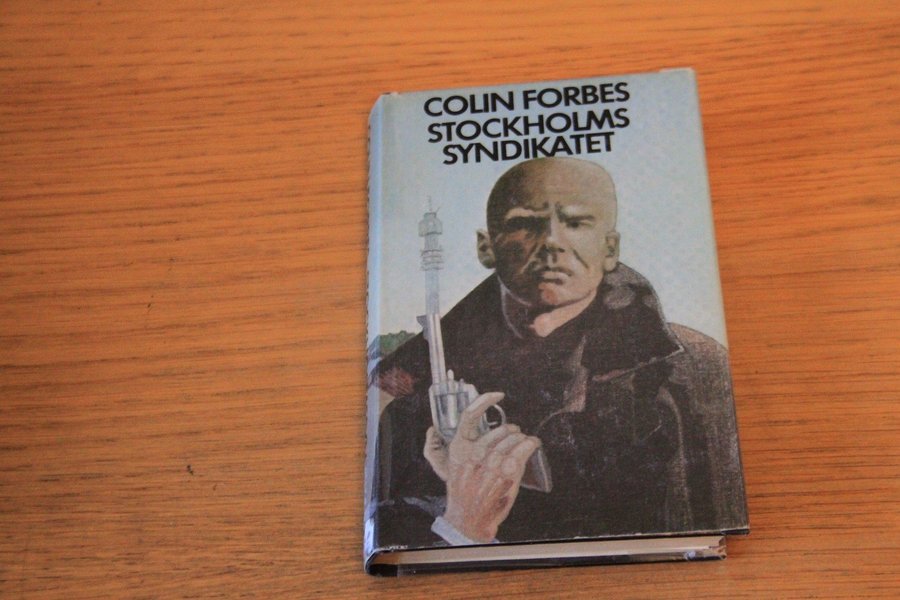 COLIN FORBES
STOCKHOLMS
SYNDIKATET